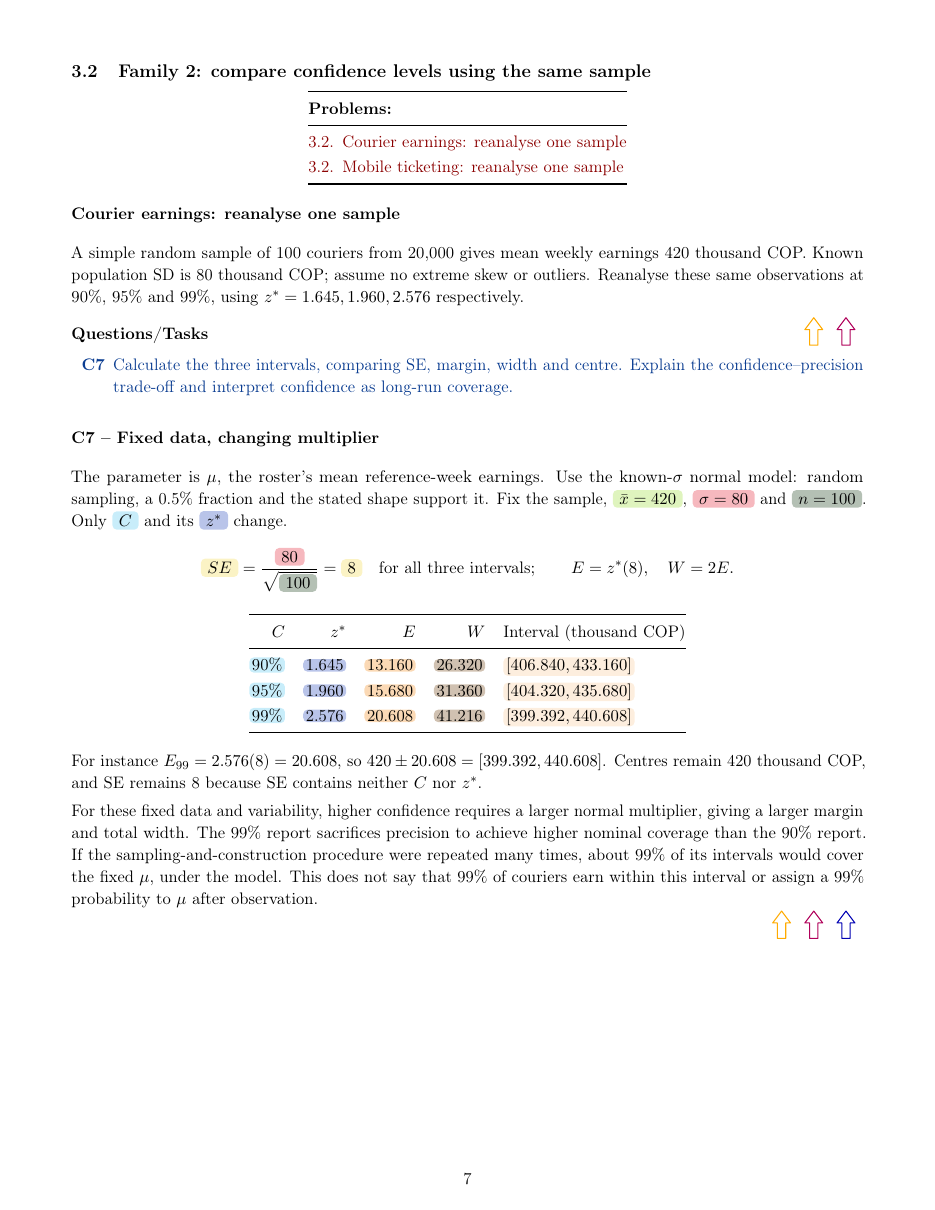 3.2 Family 2: compare confidence levels using the same sample
Problems:
3.2. Courier earnings: reanalyse one sample
3.2. Mobile ticketing: reanalyse one sample
Courier earnings: reanalyse one sample
A simple random sample of 100 couriers from 20,000 gives mean weekly earnings 420 thousand COP. Known
population SD is 80 thousand COP; assume no extreme skew or outliers. Reanalyse these same observations at
90%, 95% and 99%, using z* = 1.645, 1.960, 2.576 respectively.
Questions/Tasks
C7 Calculate the three intervals, comparing SE, margin, width and centre. Explain the confidence–precision
trade-off and interpret confidence as long-run coverage.
C7 – Fixed data, changing multiplier
The parameter is μ, the roster's mean reference-week earnings. Use the known-σ normal model: random
sampling, a 0.5% fraction and the stated shape support it. Fix the sample, x̄ = 420, σ = 80 and n = 100.
Only C and its z* change.
SE = 80/√100 = 8 for all three intervals; E = z*(8), W = 2E.
C z* E W Interval (thousand COP)
90% 1.645 13.160 26.320 [406.840, 433.160]
95% 1.960 15.680 31.360 [404.320, 435.680]
99% 2.576 20.608 41.216 [399.392, 440.608]
For instance E₉₉ = 2.576(8) = 20.608, so 420 ± 20.608 = [399.392, 440.608]. Centres remain 420 thousand COP,
and SE remains 8 because SE contains neither C nor z*.
For these fixed data and variability, higher confidence requires a larger normal multiplier, giving a larger margin
and total width. The 99% report sacrifices precision to achieve higher nominal coverage than the 90% report.
If the sampling-and-construction procedure were repeated many times, about 99% of its intervals would cover
the fixed μ, under the model. This does not say that 99% of couriers earn within this interval or assign a 99%
probability to μ after observation.
7